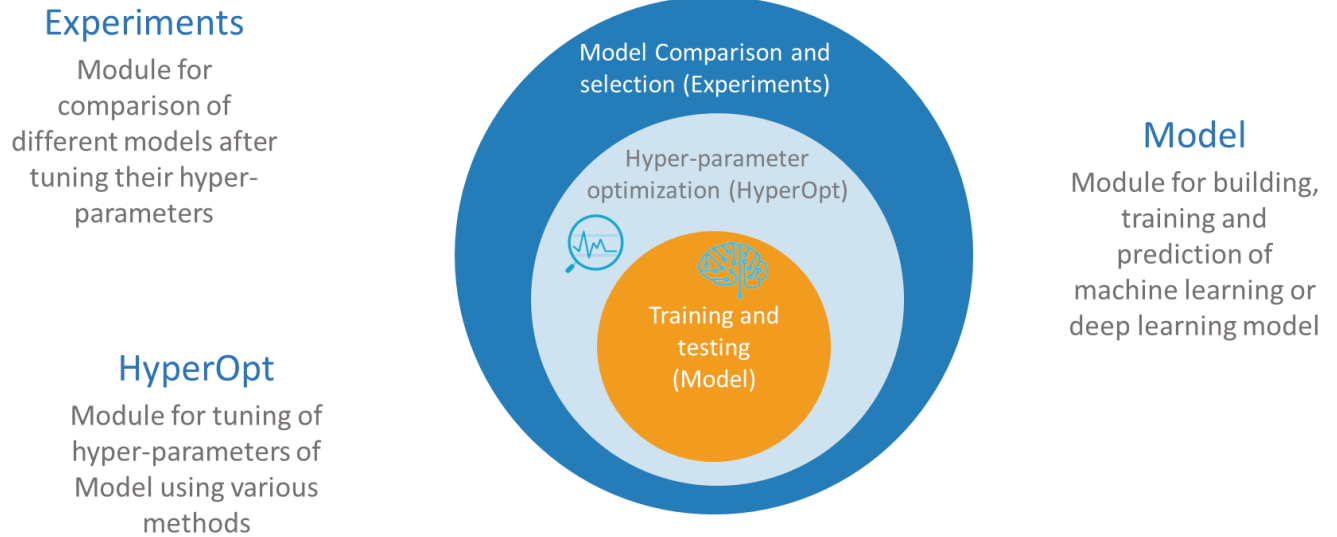 Experiments
Module for
comparison of
different models after
tuning their hyper-
parameters
HyperOpt
Module for tuning of
hyper-parameters of
Model using various
methods
Model Comparison and
selection (Experiments)
Hyper-parameter
optimization (HyperOpt)
Training and
testing
(Model)
Model
Module for building,
training and
prediction of
machine learning or
deep learning model